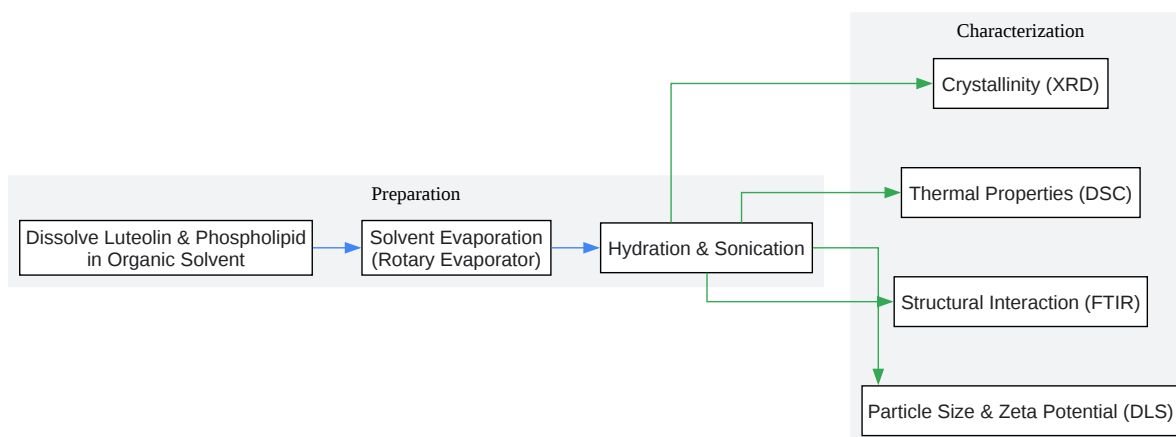 Characterization
Crystallinity (XRD)
Preparation
Thermal Properties (DSC)
Dissolve Luteolin & Phospholipid
in Organic Solvent
Solvent Evaporation
(Rotary Evaporator)
Hydration & Sonication
Structural Interaction (FTIR)
Particle Size & Zeta Potential (DLS)